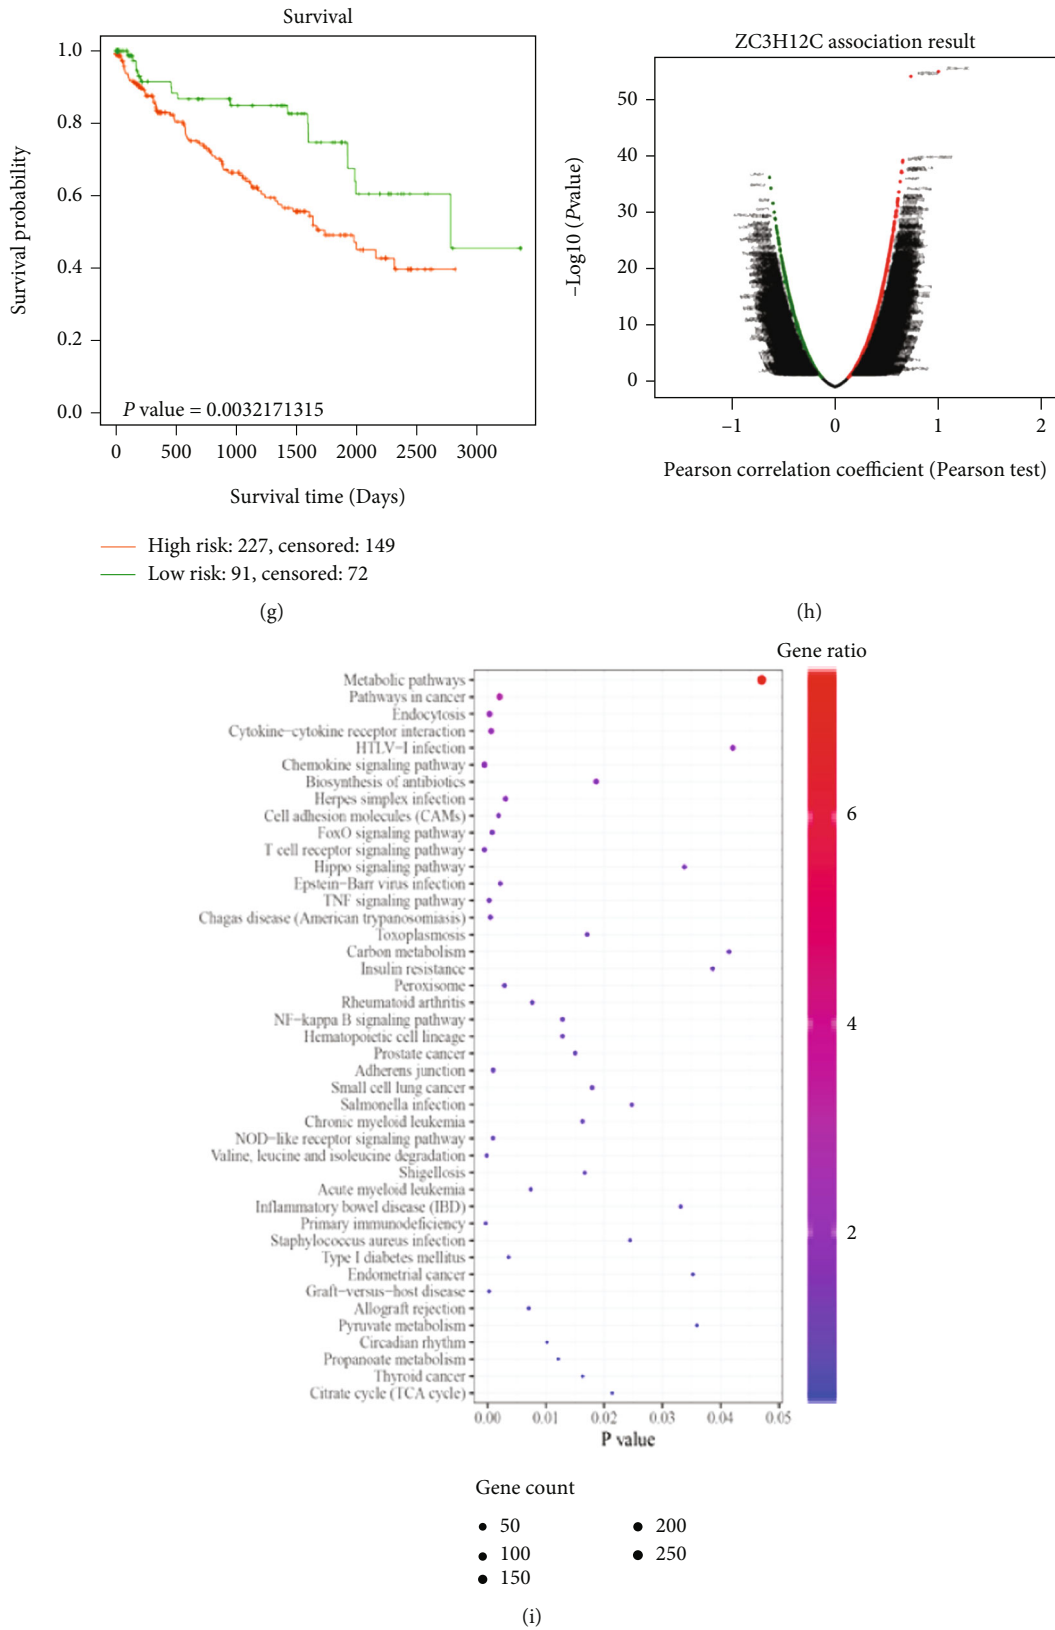 Survival
1.0
0.8
0.6
0.4
0.2
0.0
Survival probability
P value = 0.0032171315
0 500 1000 1500 2000 2500 3000
Survival time (Days)
High risk: 227, censored: 149
Low risk: 91, censored: 72
(g)
ZC3H12C association result
50
40
30
20
10
0
–Log10 (Pvalue)
–1 0 1 2
Pearson correlation coefficient (Pearson test)
(h)
Gene ratio
6
4
2
Metabolic pathways
Pathways in cancer
Endocytosis
Cytokine−cytokine receptor interaction
HTLV−I infection
Chemokine signaling pathway
Biosynthesis of antibiotics
Herpes simplex infection
Cell adhesion molecules (CAMs)
FoxO signaling pathway
T cell receptor signaling pathway
Hippo signaling pathway
Epstein−Barr virus infection
TNF signaling pathway
Chagas disease (American trypanosomiasis)
Toxoplasmosis
Carbon metabolism
Insulin resistance
Peroxisome
Rheumatoid arthritis
NF−kappa B signaling pathway
Hematopoietic cell lineage
Prostate cancer
Adherens junction
Small cell lung cancer
Salmonella infection
Chronic myeloid leukemia
NOD−like receptor signaling pathway
Valine, leucine and isoleucine degradation
Shigellosis
Acute myeloid leukemia
Inflammatory bowel disease (IBD)
Primary immunodeficiency
Staphylococcus aureus infection
Type I diabetes mellitus
Endometrial cancer
Graft−versus−host disease
Allograft rejection
Pyruvate metabolism
Circadian rhythm
Propanoate metabolism
Thyroid cancer
Citrate cycle (TCA cycle)
0.00 0.01 0.02 0.03 0.04 0.05
P value
Gene count
50
100
150
200
250
(i)